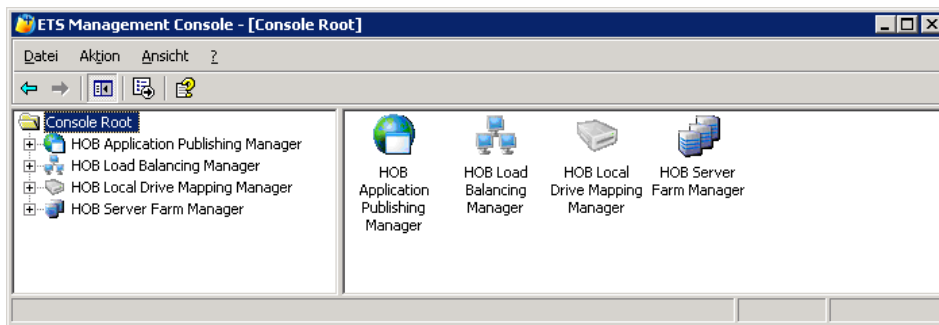 ETS Management Console - [Console Root]
Datei Aktion Ansicht ?
Console Root
HOB Application Publishing Manager
HOB Load Balancing Manager
HOB Local Drive Mapping Manager
HOB Server Farm Manager
HOB
Application
Publishing
Manager
HOB Load
Balancing
Manager
HOB Local
Drive Mapping
Manager
HOB Server
Farm Manager